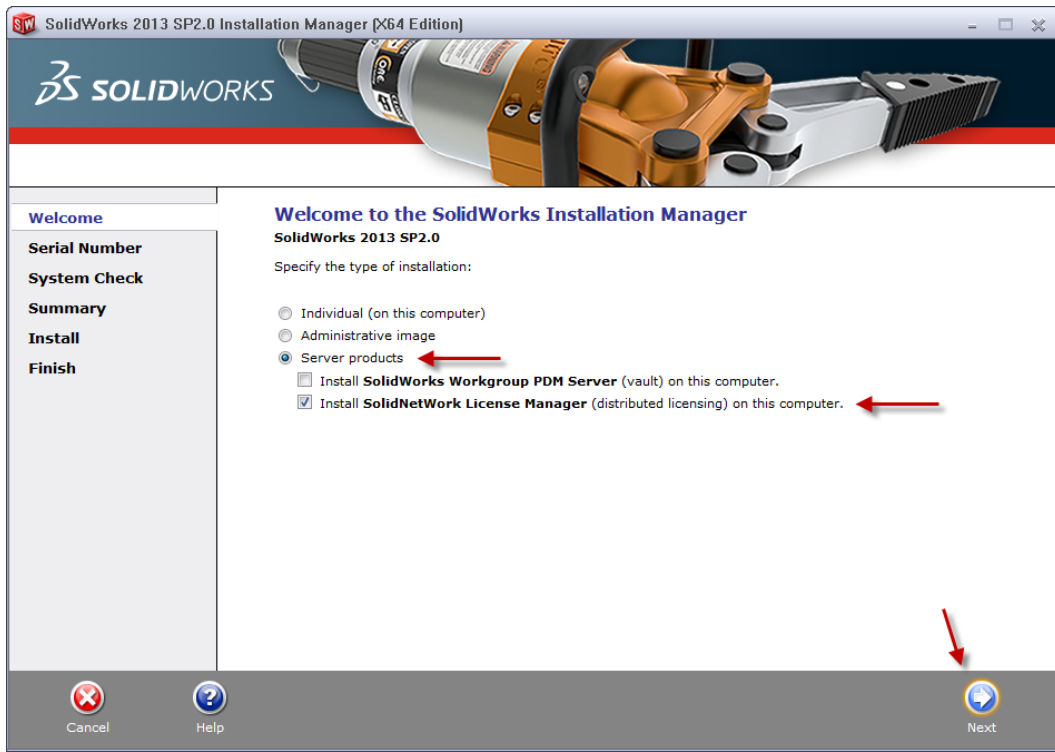 SolidWorks 2013 SP2.0 Installation Manager (X64 Edition)
SOLIDWORKS
Welcome
Serial Number
System Check
Summary
Install
Finish
Welcome to the SolidWorks Installation Manager
SolidWorks 2013 SP2.0
Specify the type of installation:
Individual (on this computer)
Administrative image
Server products
Install SolidWorks Workgroup PDM Server (vault) on this computer.
Install SolidNetWork License Manager (distributed licensing) on this computer.
Cancel
Help
Next